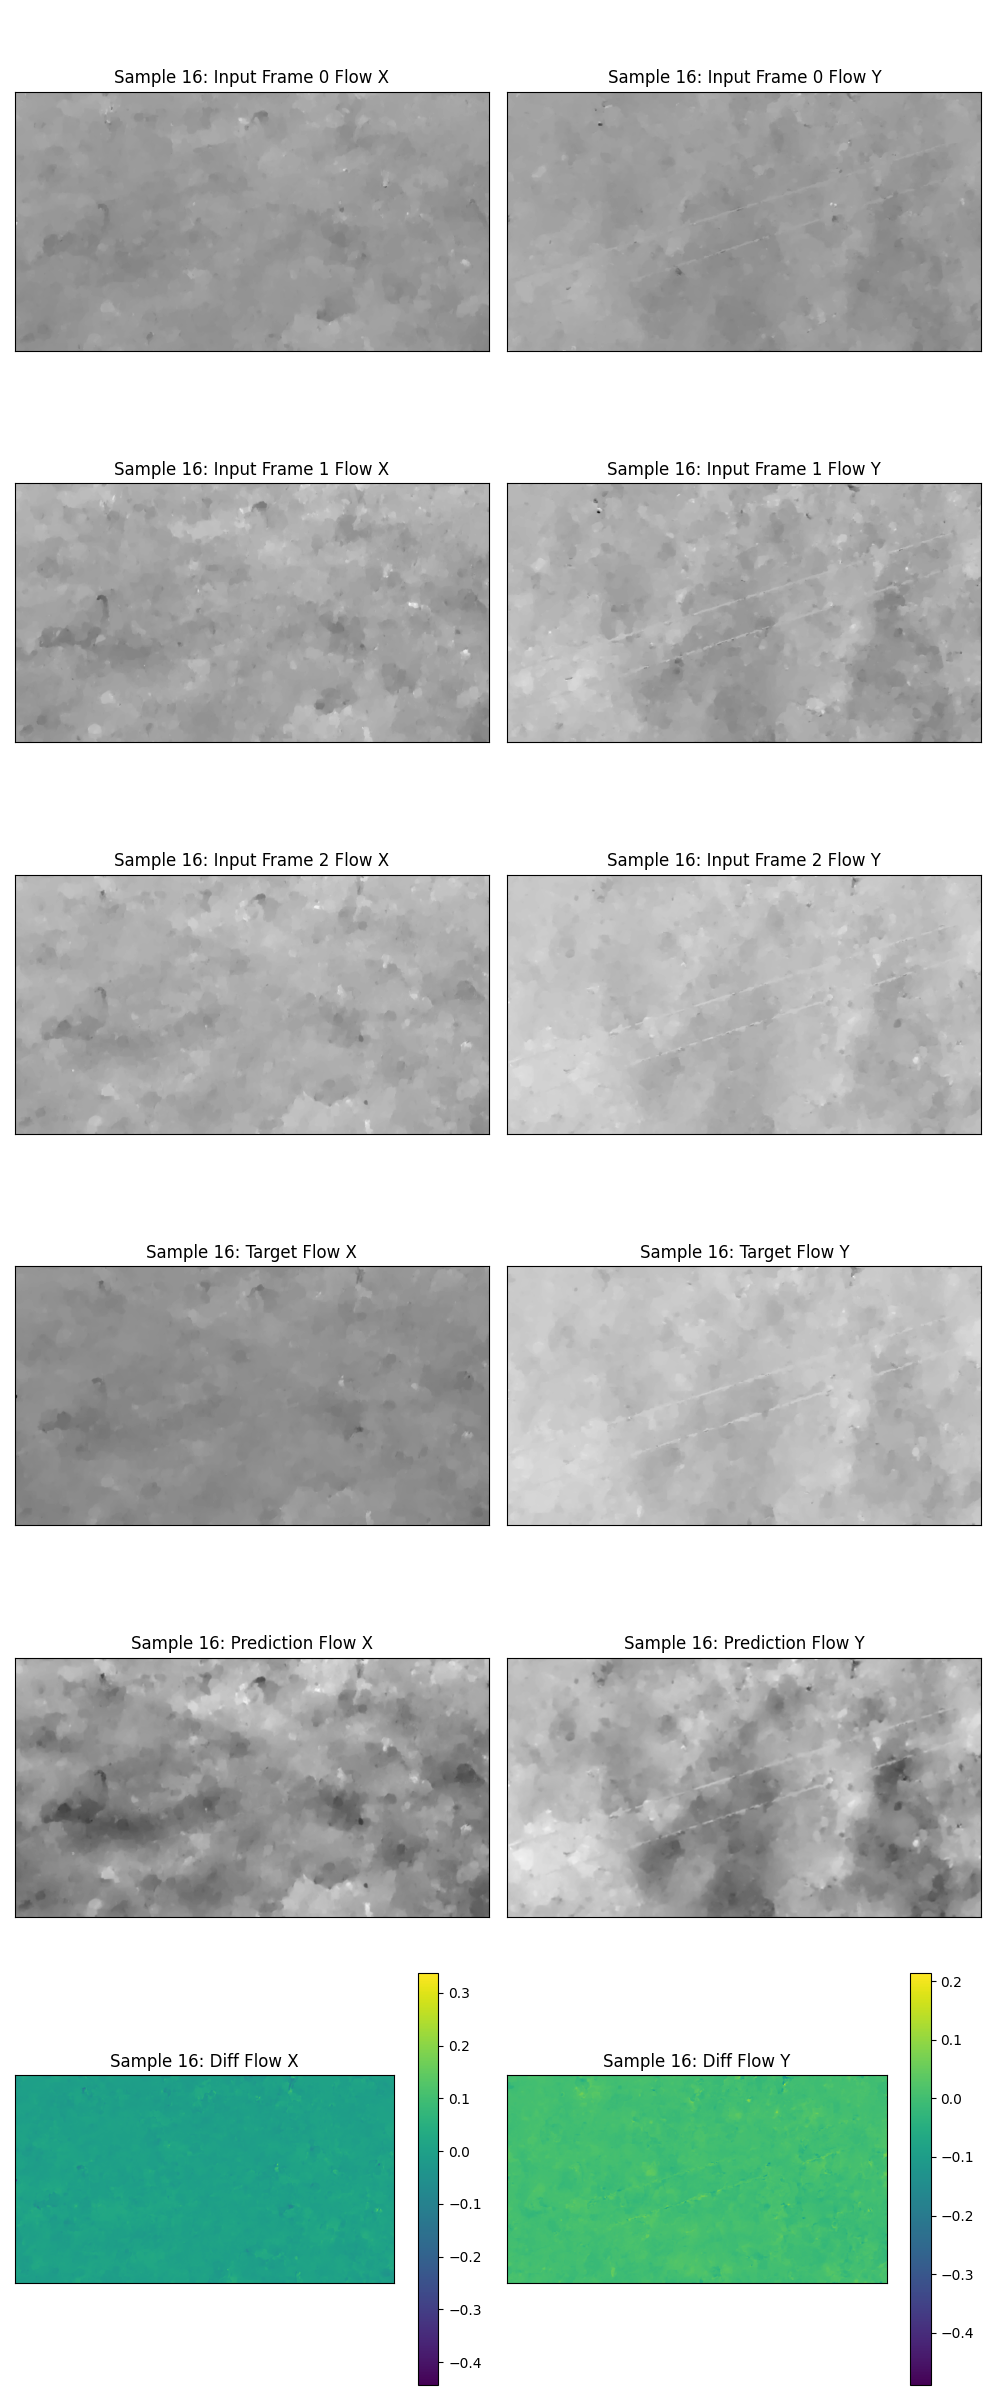 Sample 16: Input Frame 0 Flow X
Sample 16: Input Frame 0 Flow Y
Sample 16: Input Frame 1 Flow X
Sample 16: Input Frame 1 Flow Y
Sample 16: Input Frame 2 Flow X
Sample 16: Input Frame 2 Flow Y
Sample 16: Target Flow X
Sample 16: Target Flow Y
Sample 16: Prediction Flow X
Sample 16: Prediction Flow Y
Sample 16: Diff Flow X
0.3
0.2
0.1
0.0
−0.1
−0.2
−0.3
−0.4
Sample 16: Diff Flow Y
0.2
0.1
0.0
−0.1
−0.2
−0.3
−0.4